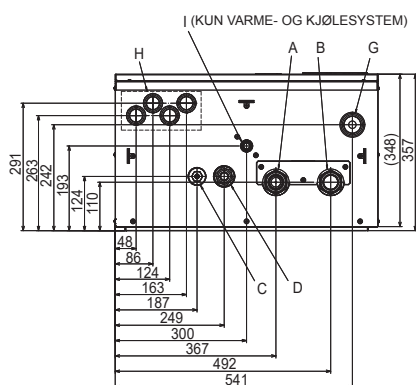 I (KUN VARME- OG KJØLESYSTEM)
H
A
B
G
291
263
242
193
124
110
(348)
357
48
86
124
163
187
249
300
367
492
541
C
D